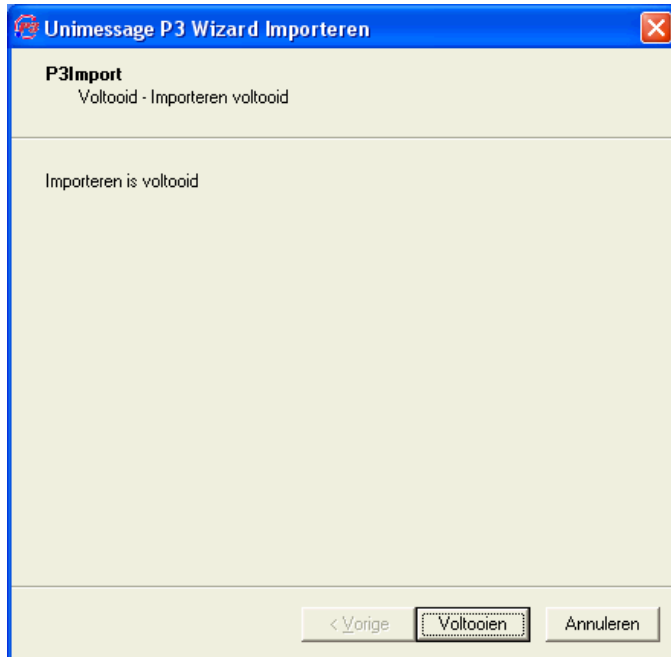 Unimessage P3 Wizard Importeren
P3Import
Voltooid - Importeren voltooid
Importeren is voltooid
< Vorige
Voltooien
Annuleren